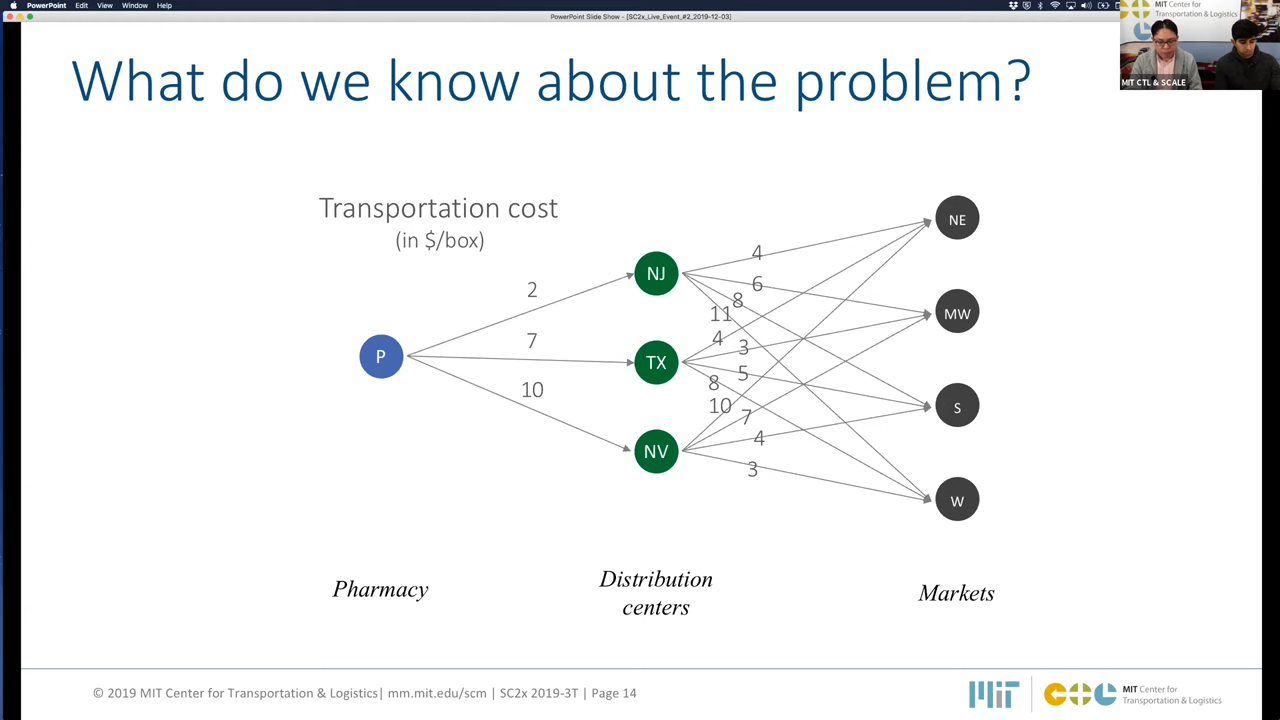 PowerPoint File Edit View Window Help
PowerPoint Slide Show - [SC2x_Live_Event_#2_2019-12-03]
MIT Center for
Transportation & Logistics
MIT CTL & SCALE
What do we know about the problem?
Transportation cost
(in $/box)
P
2
7
10
NJ
TX
NV
4
6
8
11
4
3
5
8
10
7
4
3
NE
MW
S
W
Pharmacy
Distribution
centers
Markets
© 2019 MIT Center for Transportation & Logistics| mm.mit.edu/scm | SC2x 2019-3T | Page 14
MIT
MIT Center for
Transportation & Logistics